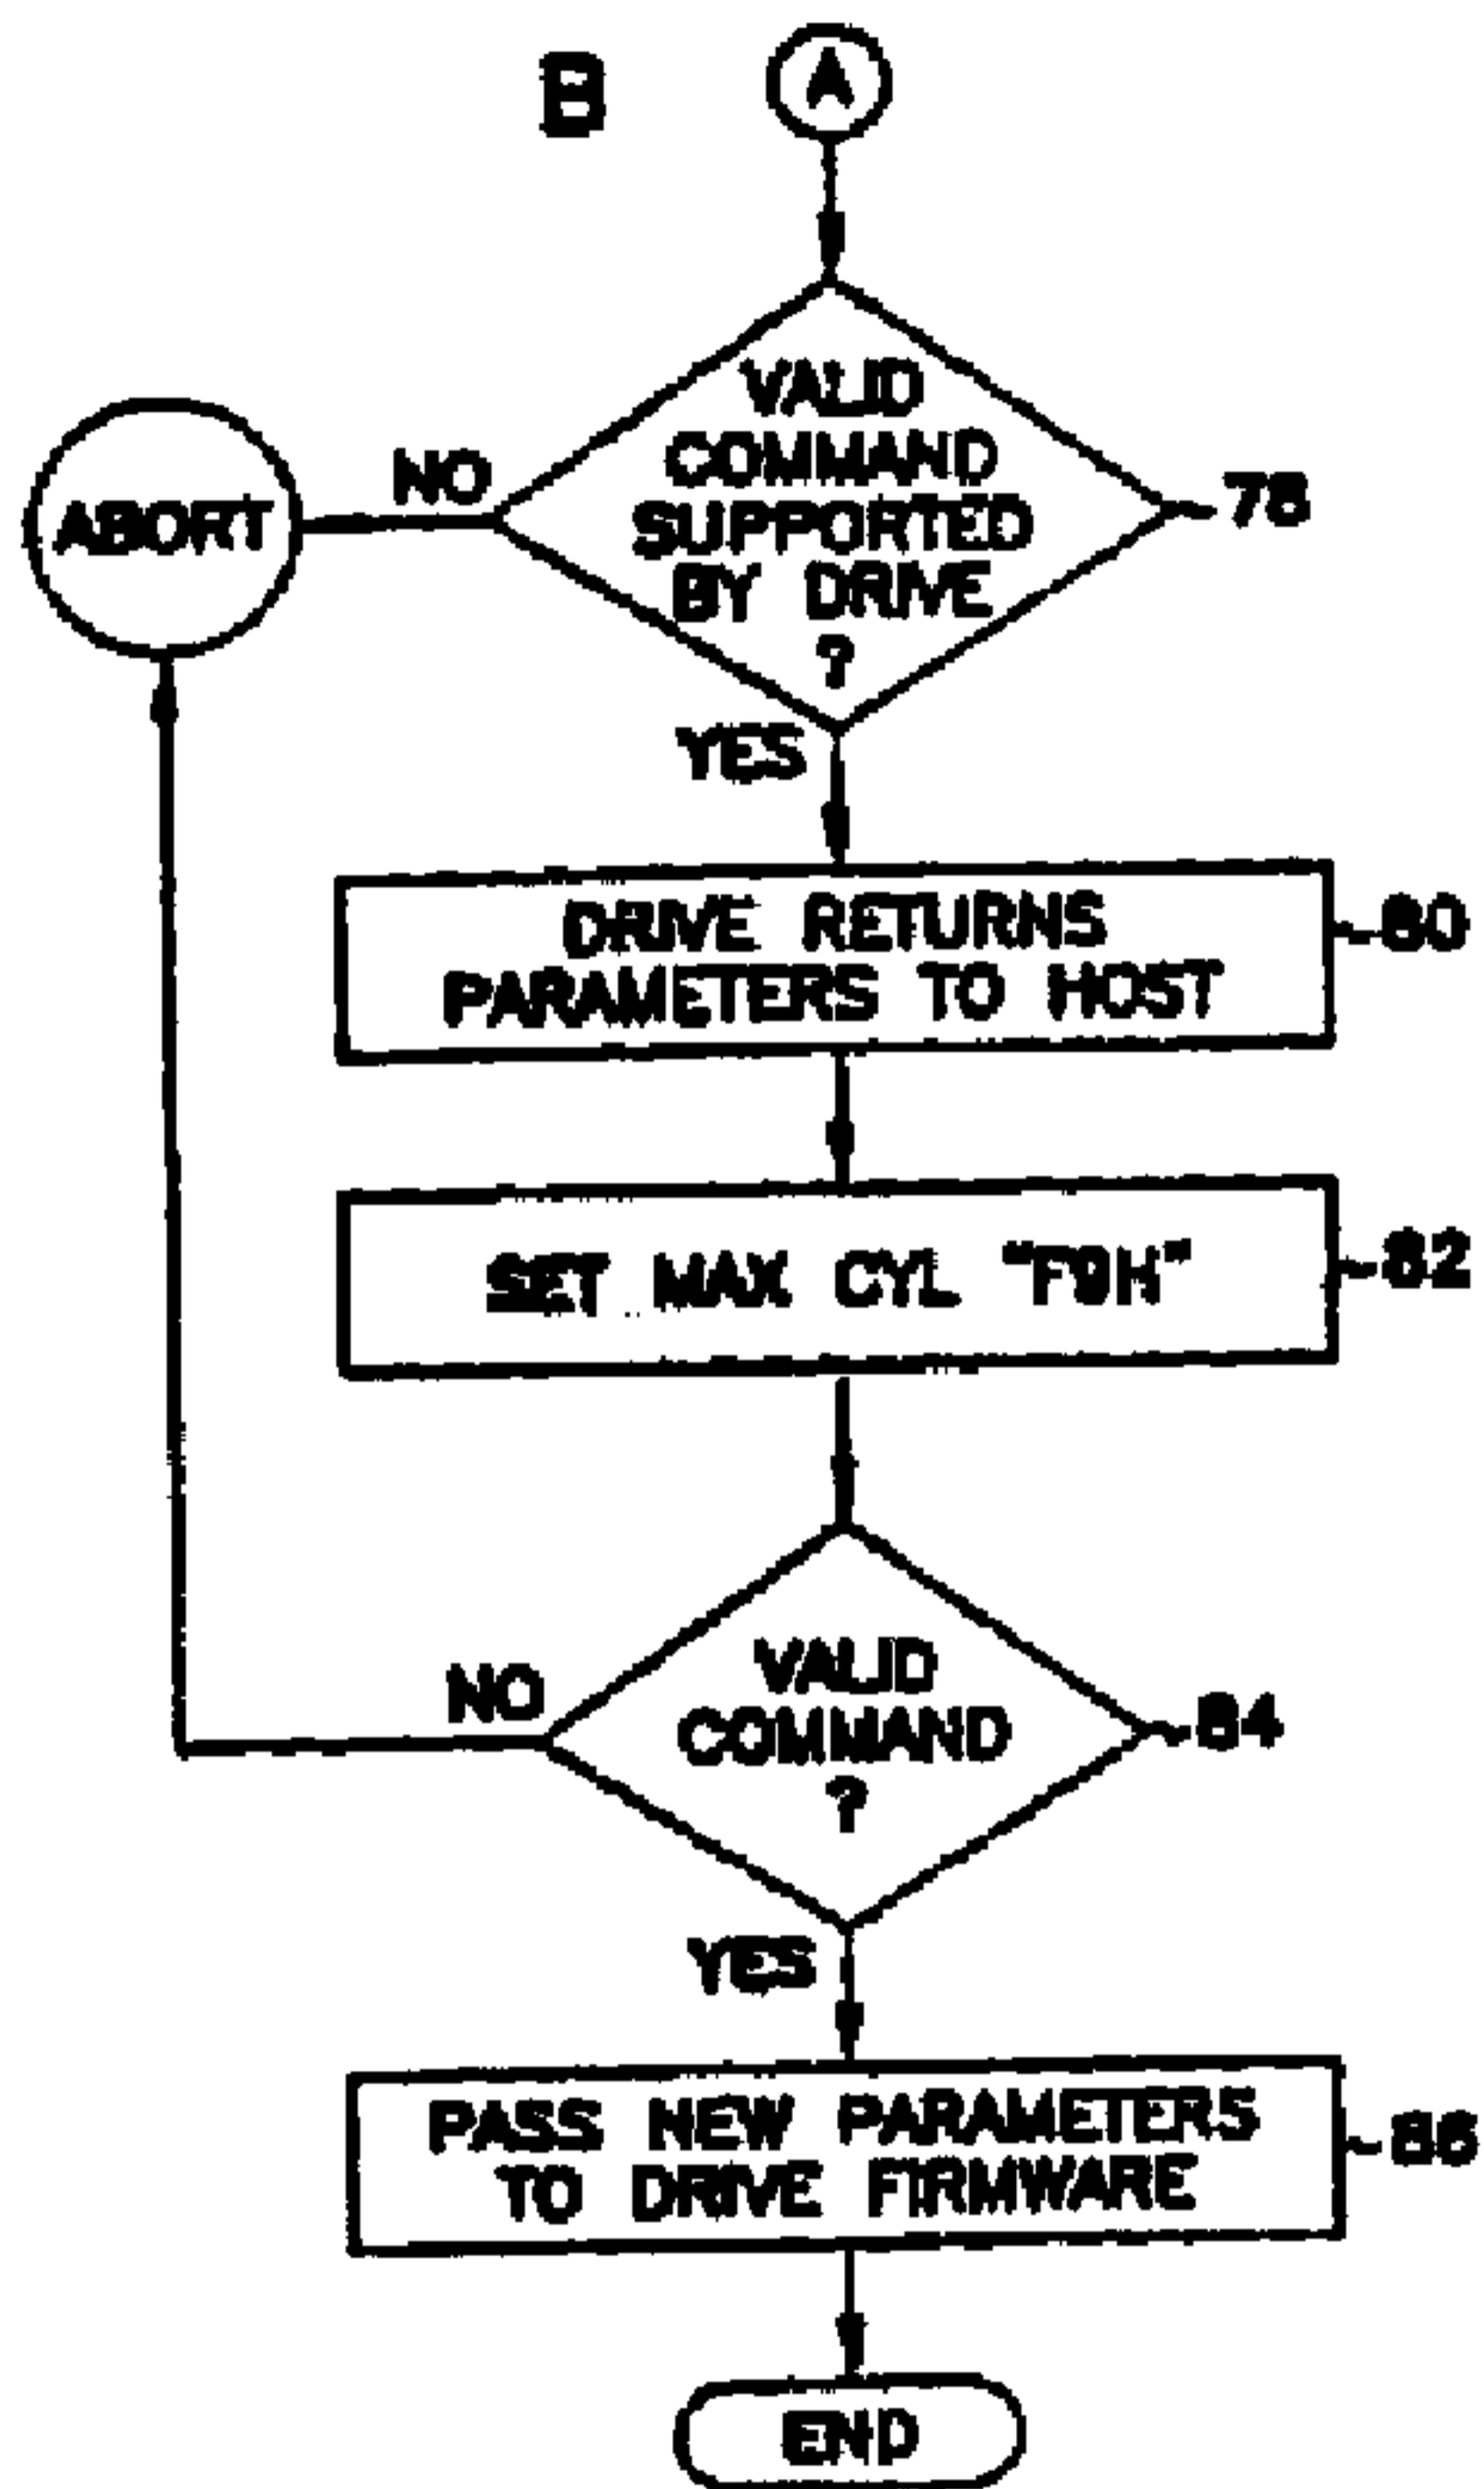 B
A
VALID
COMMAND
SUPPORTED
BY DRIVE
?
78
NO
ABORT
YES
DRIVE RETURNS
PARAMETERS TO HOST
80
SET MAX CYL "F9H"
82
VALID
COMMAND
?
84
NO
YES
PASS NEW PARAMETERS
TO DRIVE FIRMWARE
86
END